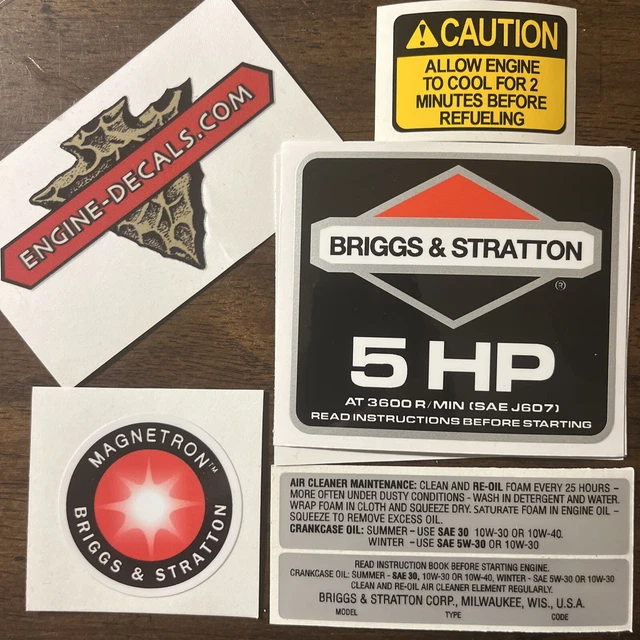 ENGINE-DECALS.COM
CAUTION
ALLOW ENGINE
TO COOL FOR 2
MINUTES BEFORE
REFUELING
BRIGGS & STRATTON
®
5 HP
AT 3600 R/MIN (SAE J607)
READ INSTRUCTIONS BEFORE STARTING
MAGNETRON™
BRIGGS & STRATTON
AIR CLEANER MAINTENANCE: CLEAN AND RE-OIL FOAM EVERY 25 HOURS –
MORE OFTEN UNDER DUSTY CONDITIONS - WASH IN DETERGENT AND WATER.
WRAP FOAM IN CLOTH AND SQUEEZE DRY. SATURATE FOAM IN ENGINE OIL -
SQUEEZE TO REMOVE EXCESS OIL.
CRANKCASE OIL: SUMMER – USE SAE 30 10W-30 OR 10W-40.
WINTER – USE SAE 5W-30 OR 10W-30
READ INSTRUCTION BOOK BEFORE STARTING ENGINE.
CRANKCASE OIL: SUMMER - SAE 30, 10W-30 OR 10W-40, WINTER - SAE 5W-30 OR 10W-30
CLEAN AND RE-OIL AIR CLEANER ELEMENT REGULARLY.
BRIGGS & STRATTON CORP., MILWAUKEE, WIS., U.S.A.
MODEL TYPE CODE